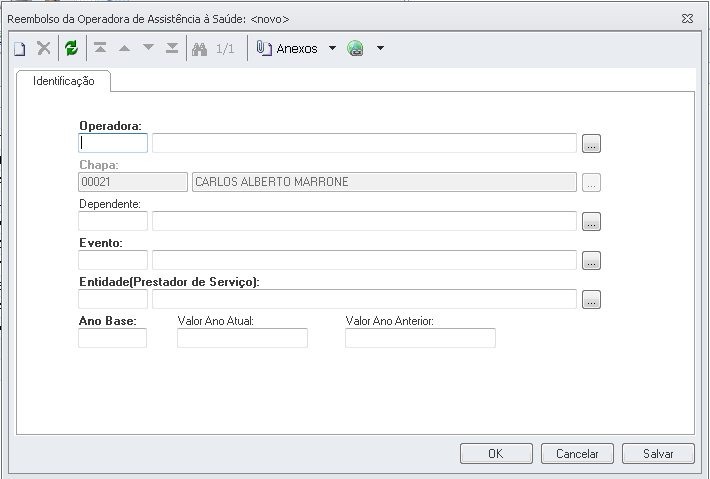 Reembolso da Operadora de Assistência à Saúde: <novo>
1/1 Anexos
Identificação
Operadora:
...
Chapa:
00021 CARLOS ALBERTO MARRONE ...
Dependente:
...
Evento:
...
Entidade(Prestador de Serviço):
...
Ano Base: Valor Ano Atual: Valor Ano Anterior:
OK Cancelar Salvar